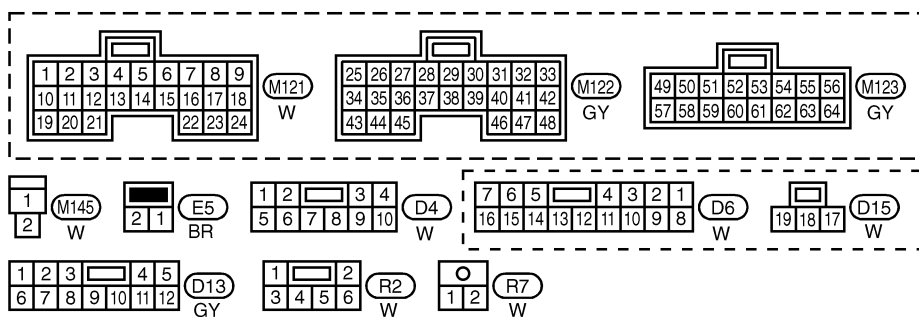 1 2 3 4 5 6 7 8 9
10 11 12 13 14 15 16 17 18
19 20 21 22 23 24
M121
W
25 26 27 28 29 30 31 32 33
34 35 36 37 38 39 40 41 42
43 44 45 46 47 48
M122
GY
49 50 51 52 53 54 55 56
57 58 59 60 61 62 63 64
M123
GY
1
2
M145
W
2 1
E5
BR
1 2 3 4
5 6 7 8 9 10
D4
W
7 6 5 4 3 2 1
16 15 14 13 12 11 10 9 8
D6
W
19 18 17
D15
W
1 2 3 4 5
6 7 8 9 10 11 12
D13
GY
1 2
3 4 5 6
R2
W
1 2
R7
W